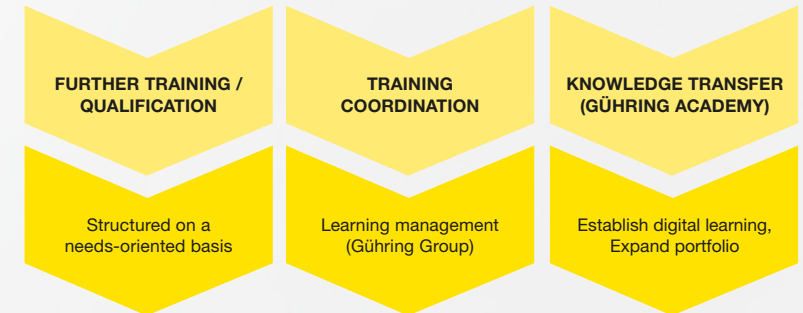 FURTHER TRAINING /
QUALIFICATION
TRAINING
COORDINATION
KNOWLEDGE TRANSFER
(GÜHRING ACADEMY)
Structured on a
needs-oriented basis
Learning management
(Gühring Group)
Establish digital learning,
Expand portfolio